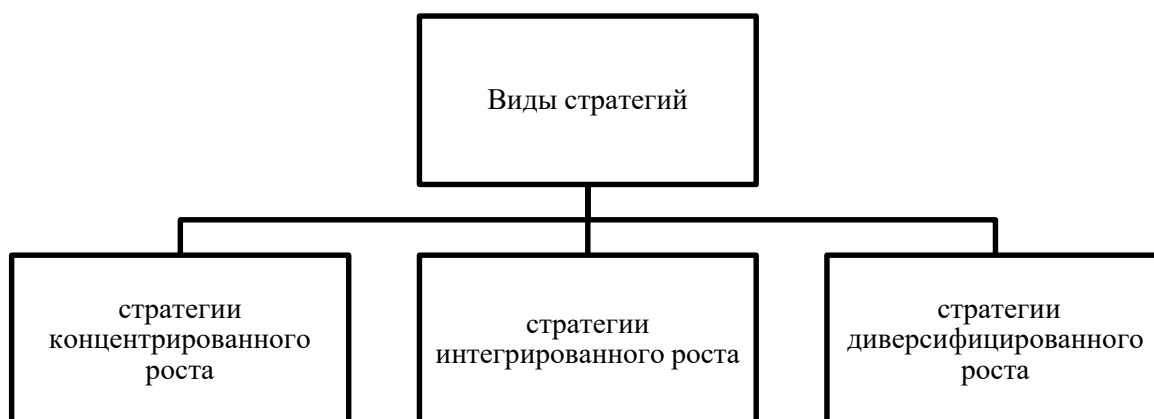 Виды стратегий
стратегии
концентрированного
роста
стратегии
интегрированного роста
стратегии
диверсифицированного
роста